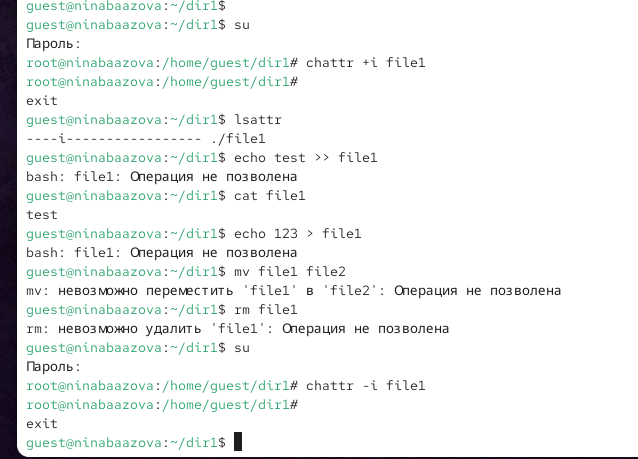 guest@ninabaazova:~/dir1$
guest@ninabaazova:~/dir1$ su
Пароль:
root@ninabaazova:/home/guest/dir1# chattr +i file1
root@ninabaazova:/home/guest/dir1#
exit
guest@ninabaazova:~/dir1$ lsattr
----i----------------- ./file1
guest@ninabaazova:~/dir1$ echo test >> file1
bash: file1: Операция не позволена
guest@ninabaazova:~/dir1$ cat file1
test
guest@ninabaazova:~/dir1$ echo 123 > file1
bash: file1: Операция не позволена
guest@ninabaazova:~/dir1$ mv file1 file2
mv: невозможно переместить 'file1' в 'file2': Операция не позволена
guest@ninabaazova:~/dir1$ rm file1
rm: невозможно удалить 'file1': Операция не позволена
guest@ninabaazova:~/dir1$ su
Пароль:
root@ninabaazova:/home/guest/dir1# chattr -i file1
root@ninabaazova:/home/guest/dir1#
exit
guest@ninabaazova:~/dir1$